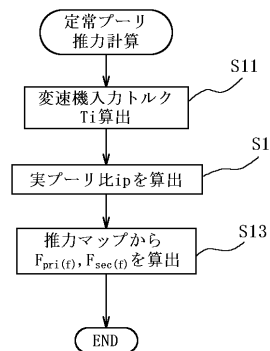 定常プーリ
推力計算
S11
変速機入力トルク
Ti算出
S1
実プーリ比ipを算出
S13
推力マップから
Fpri(f),Fsec(f)を算出
END